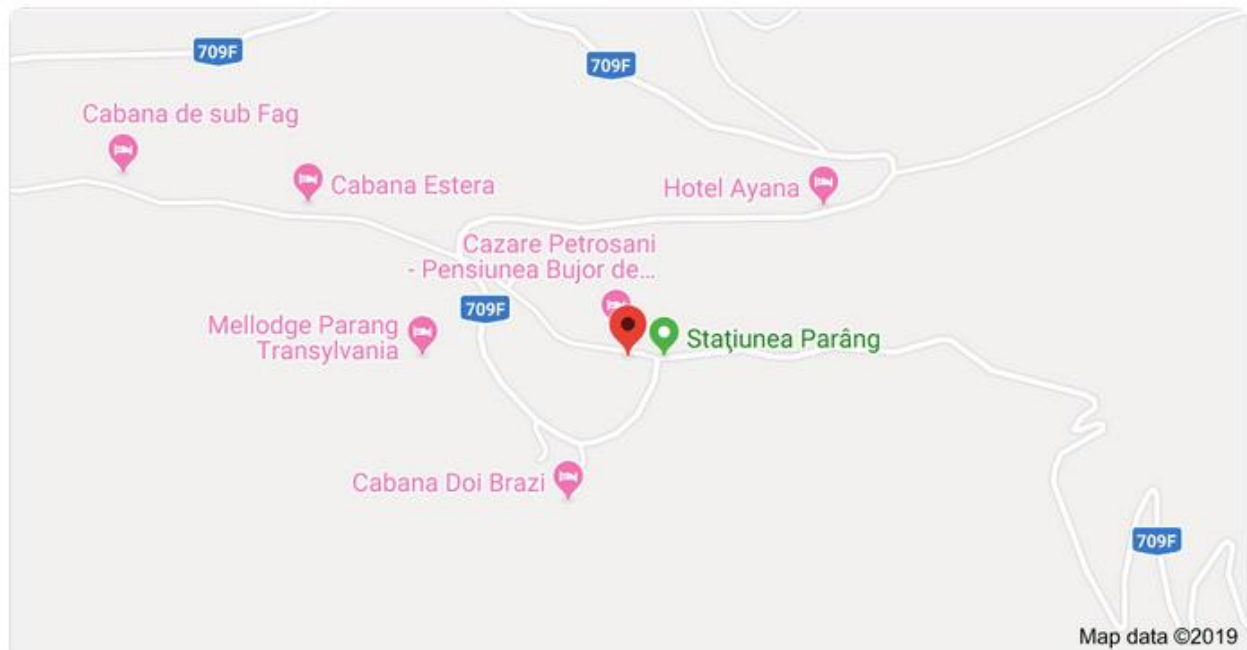 709F
709F
Cabana de sub Fag
Cabana Estera
Hotel Ayana
Cazare Petrosani
- Pensiunea Bujor de...
709F
Mellodge Parang
Transylvania
Staţiunea Parâng
Cabana Doi Brazi
709F
Map data ©2019